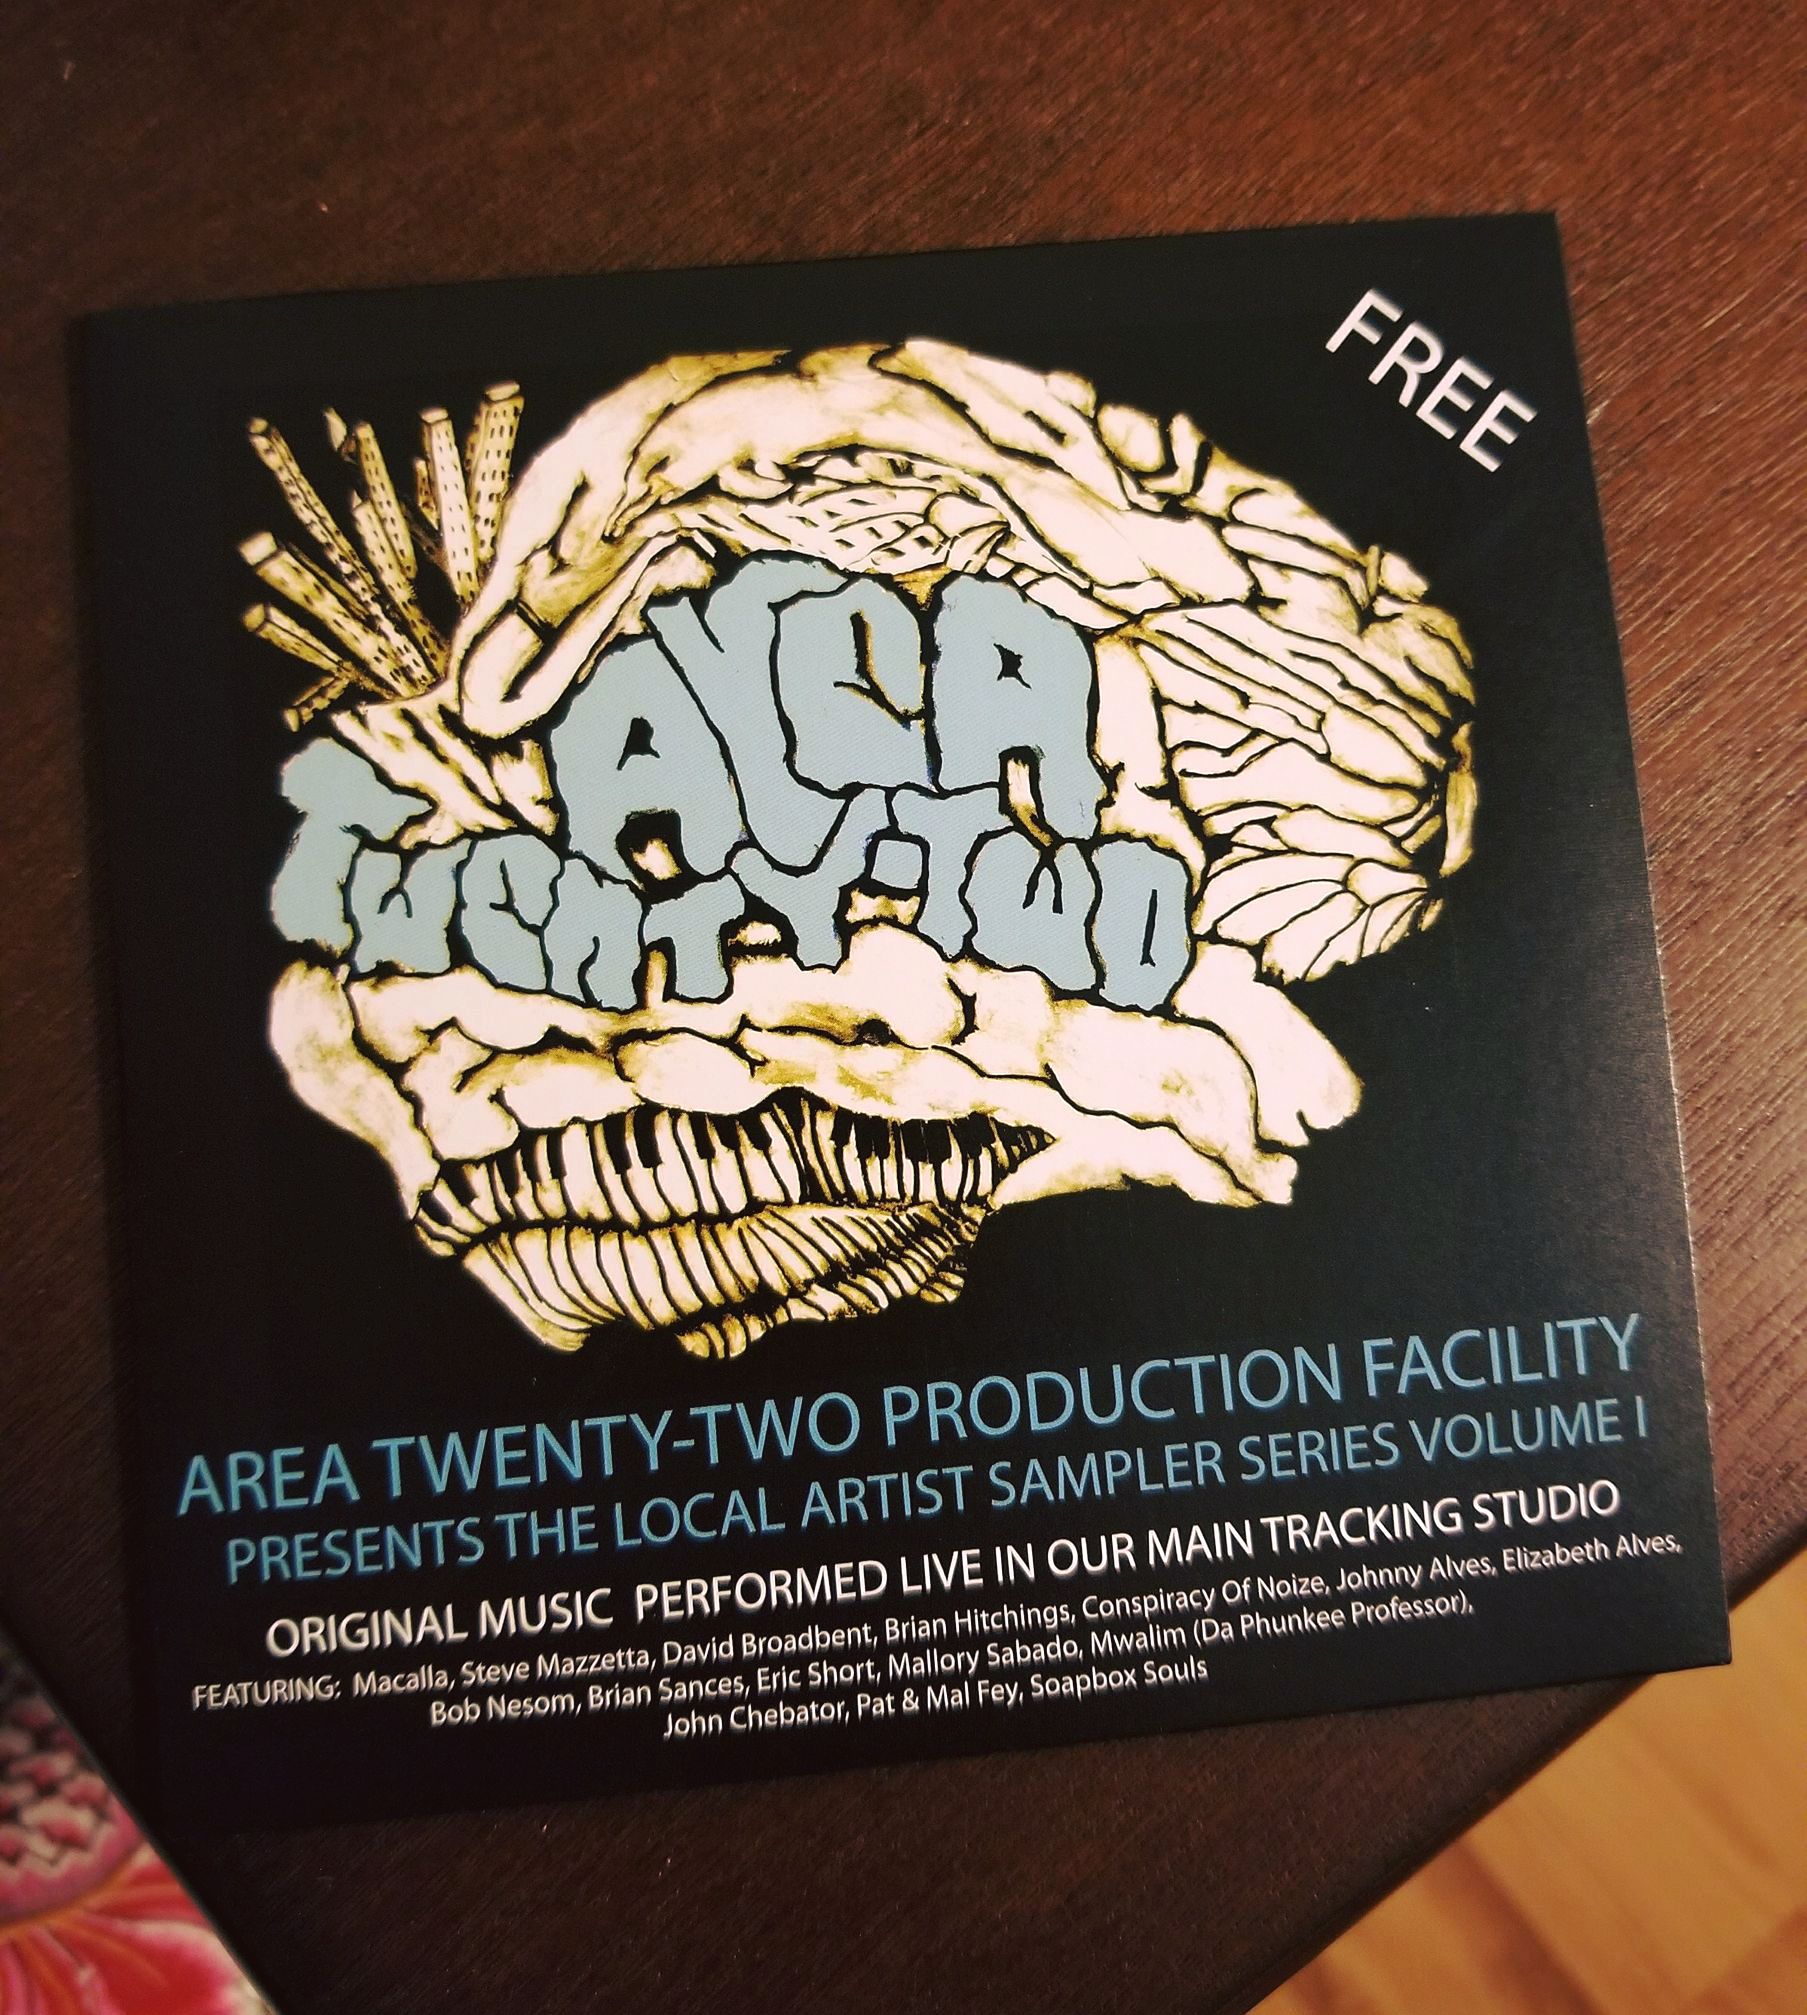 FREE
AREA
TWENTY-TWO
AREA TWENTY-TWO PRODUCTION FACILITY
PRESENTS THE LOCAL ARTIST SAMPLER SERIES VOLUME I
ORIGINAL MUSIC PERFORMED LIVE IN OUR MAIN TRACKING STUDIO
FEATURING: Macalla, Steve Mazzetta, David Broadbent, Brian Hitchings, Conspiracy Of Noize, Johnny Alves, Elizabeth Alves,
Bob Nesom, Brian Sances, Eric Short, Mallory Sabado, Mwalim (Da Phunkee Professor),
John Chebator, Pat & Mal Fey, Soapbox Souls